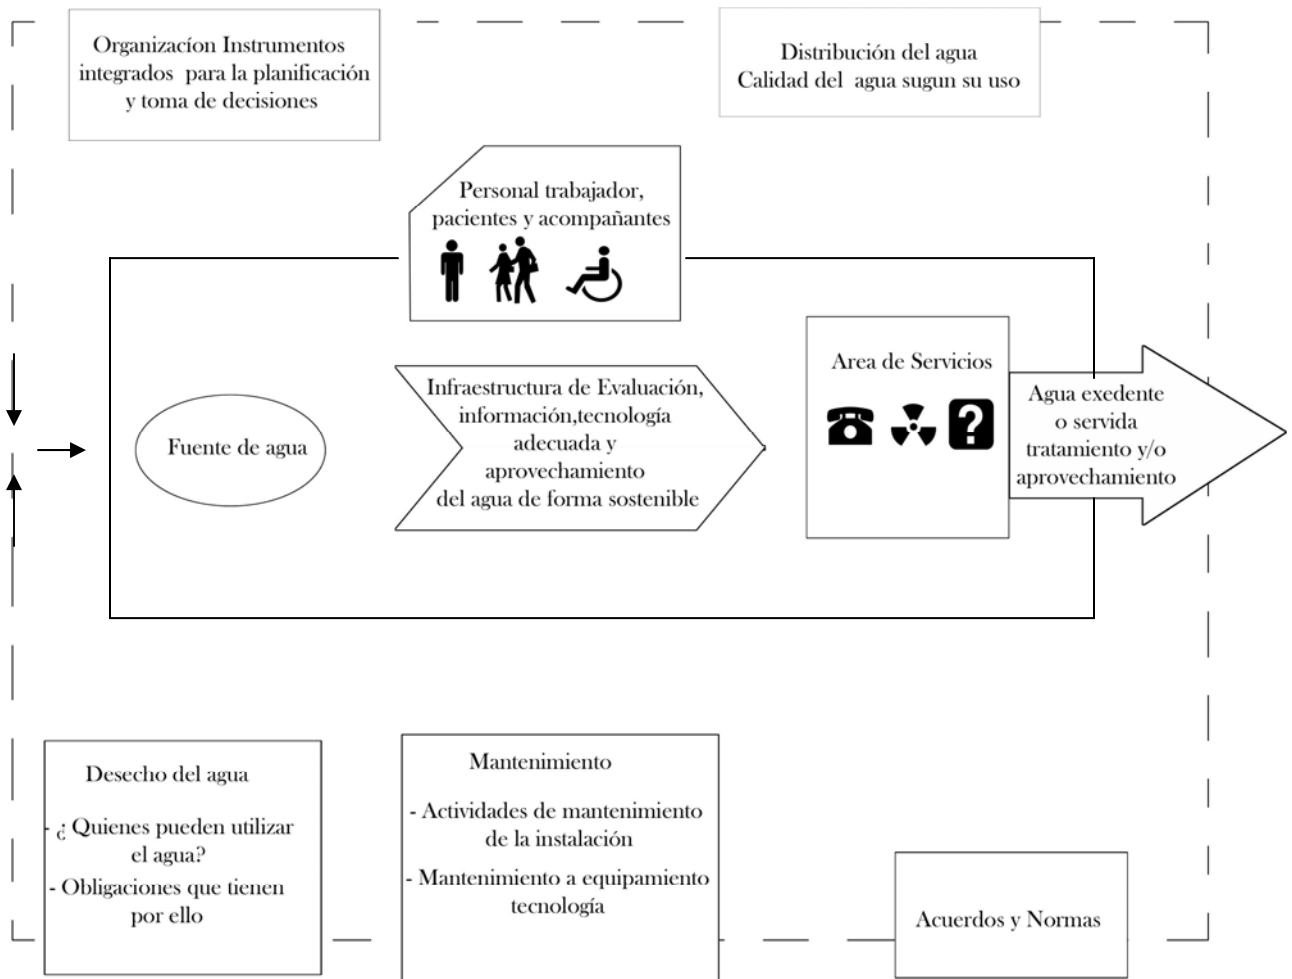 Organizacíon Instrumentos
integrados para la planificación
y toma de decisiones
Distribución del agua
Calidad del agua sugun su uso
Personal trabajador,
pacientes y acompañantes
Fuente de agua
Infraestructura de Evaluación,
información,tecnología
adecuada y
aprovechamiento
del agua de forma sostenible
Area de Servicios
?
Agua exedente
o servida
tratamiento y/o
aprovechamiento
Desecho del agua
- ¿ Quienes pueden utilizar
el agua?
- Obligaciones que tienen
por ello
Mantenimiento
- Actividades de mantenimiento
de la instalación
- Mantenimiento a equipamiento
tecnología
Acuerdos y Normas